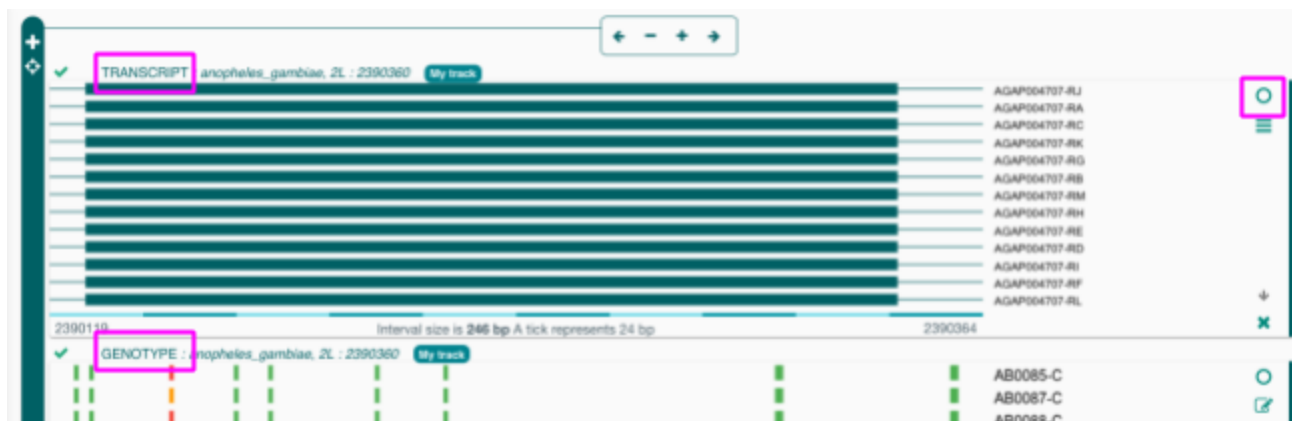 TRANSCRIPT anopheles_gambiae, 2L : 2390360 My track
AGAP004707-RJ
AGAP004707-RA
AGAP004707-RC
AGAP004707-RK
AGAP004707-RG
AGAP004707-RB
AGAP004707-RM
AGAP004707-RH
AGAP004707-RE
AGAP004707-RD
AGAP004707-RI
AGAP004707-RF
AGAP004707-RL
2390119 Interval size is 246 bp A tick represents 24 bp 2390364
GENOTYPE : anopheles_gambiae, 2L : 2390360 My track
AB0085-C
AB0087-C
AB0088-C